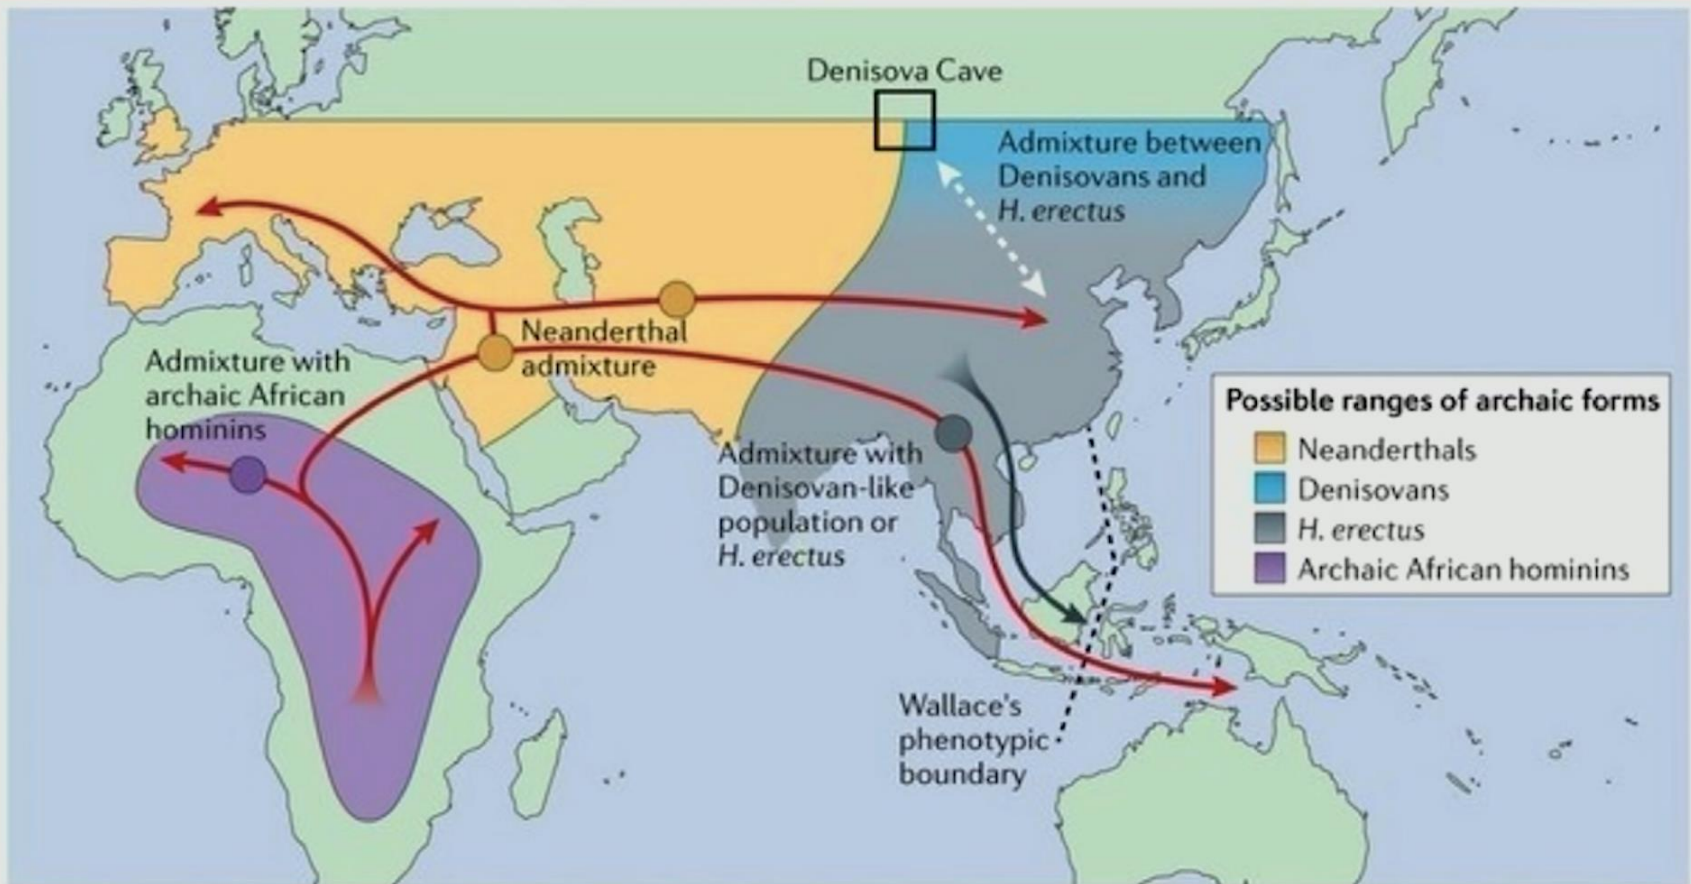 Denisova Cave
Admixture between
Denisovans and
H. erectus
Neanderthal
admixture
Admixture with
archaic African
hominins
Admixture with
Denisovan-like
population or
H. erectus
Wallace's
phenotypic
boundary
Possible ranges of archaic forms
Neanderthals
Denisovans
H. erectus
Archaic African hominins